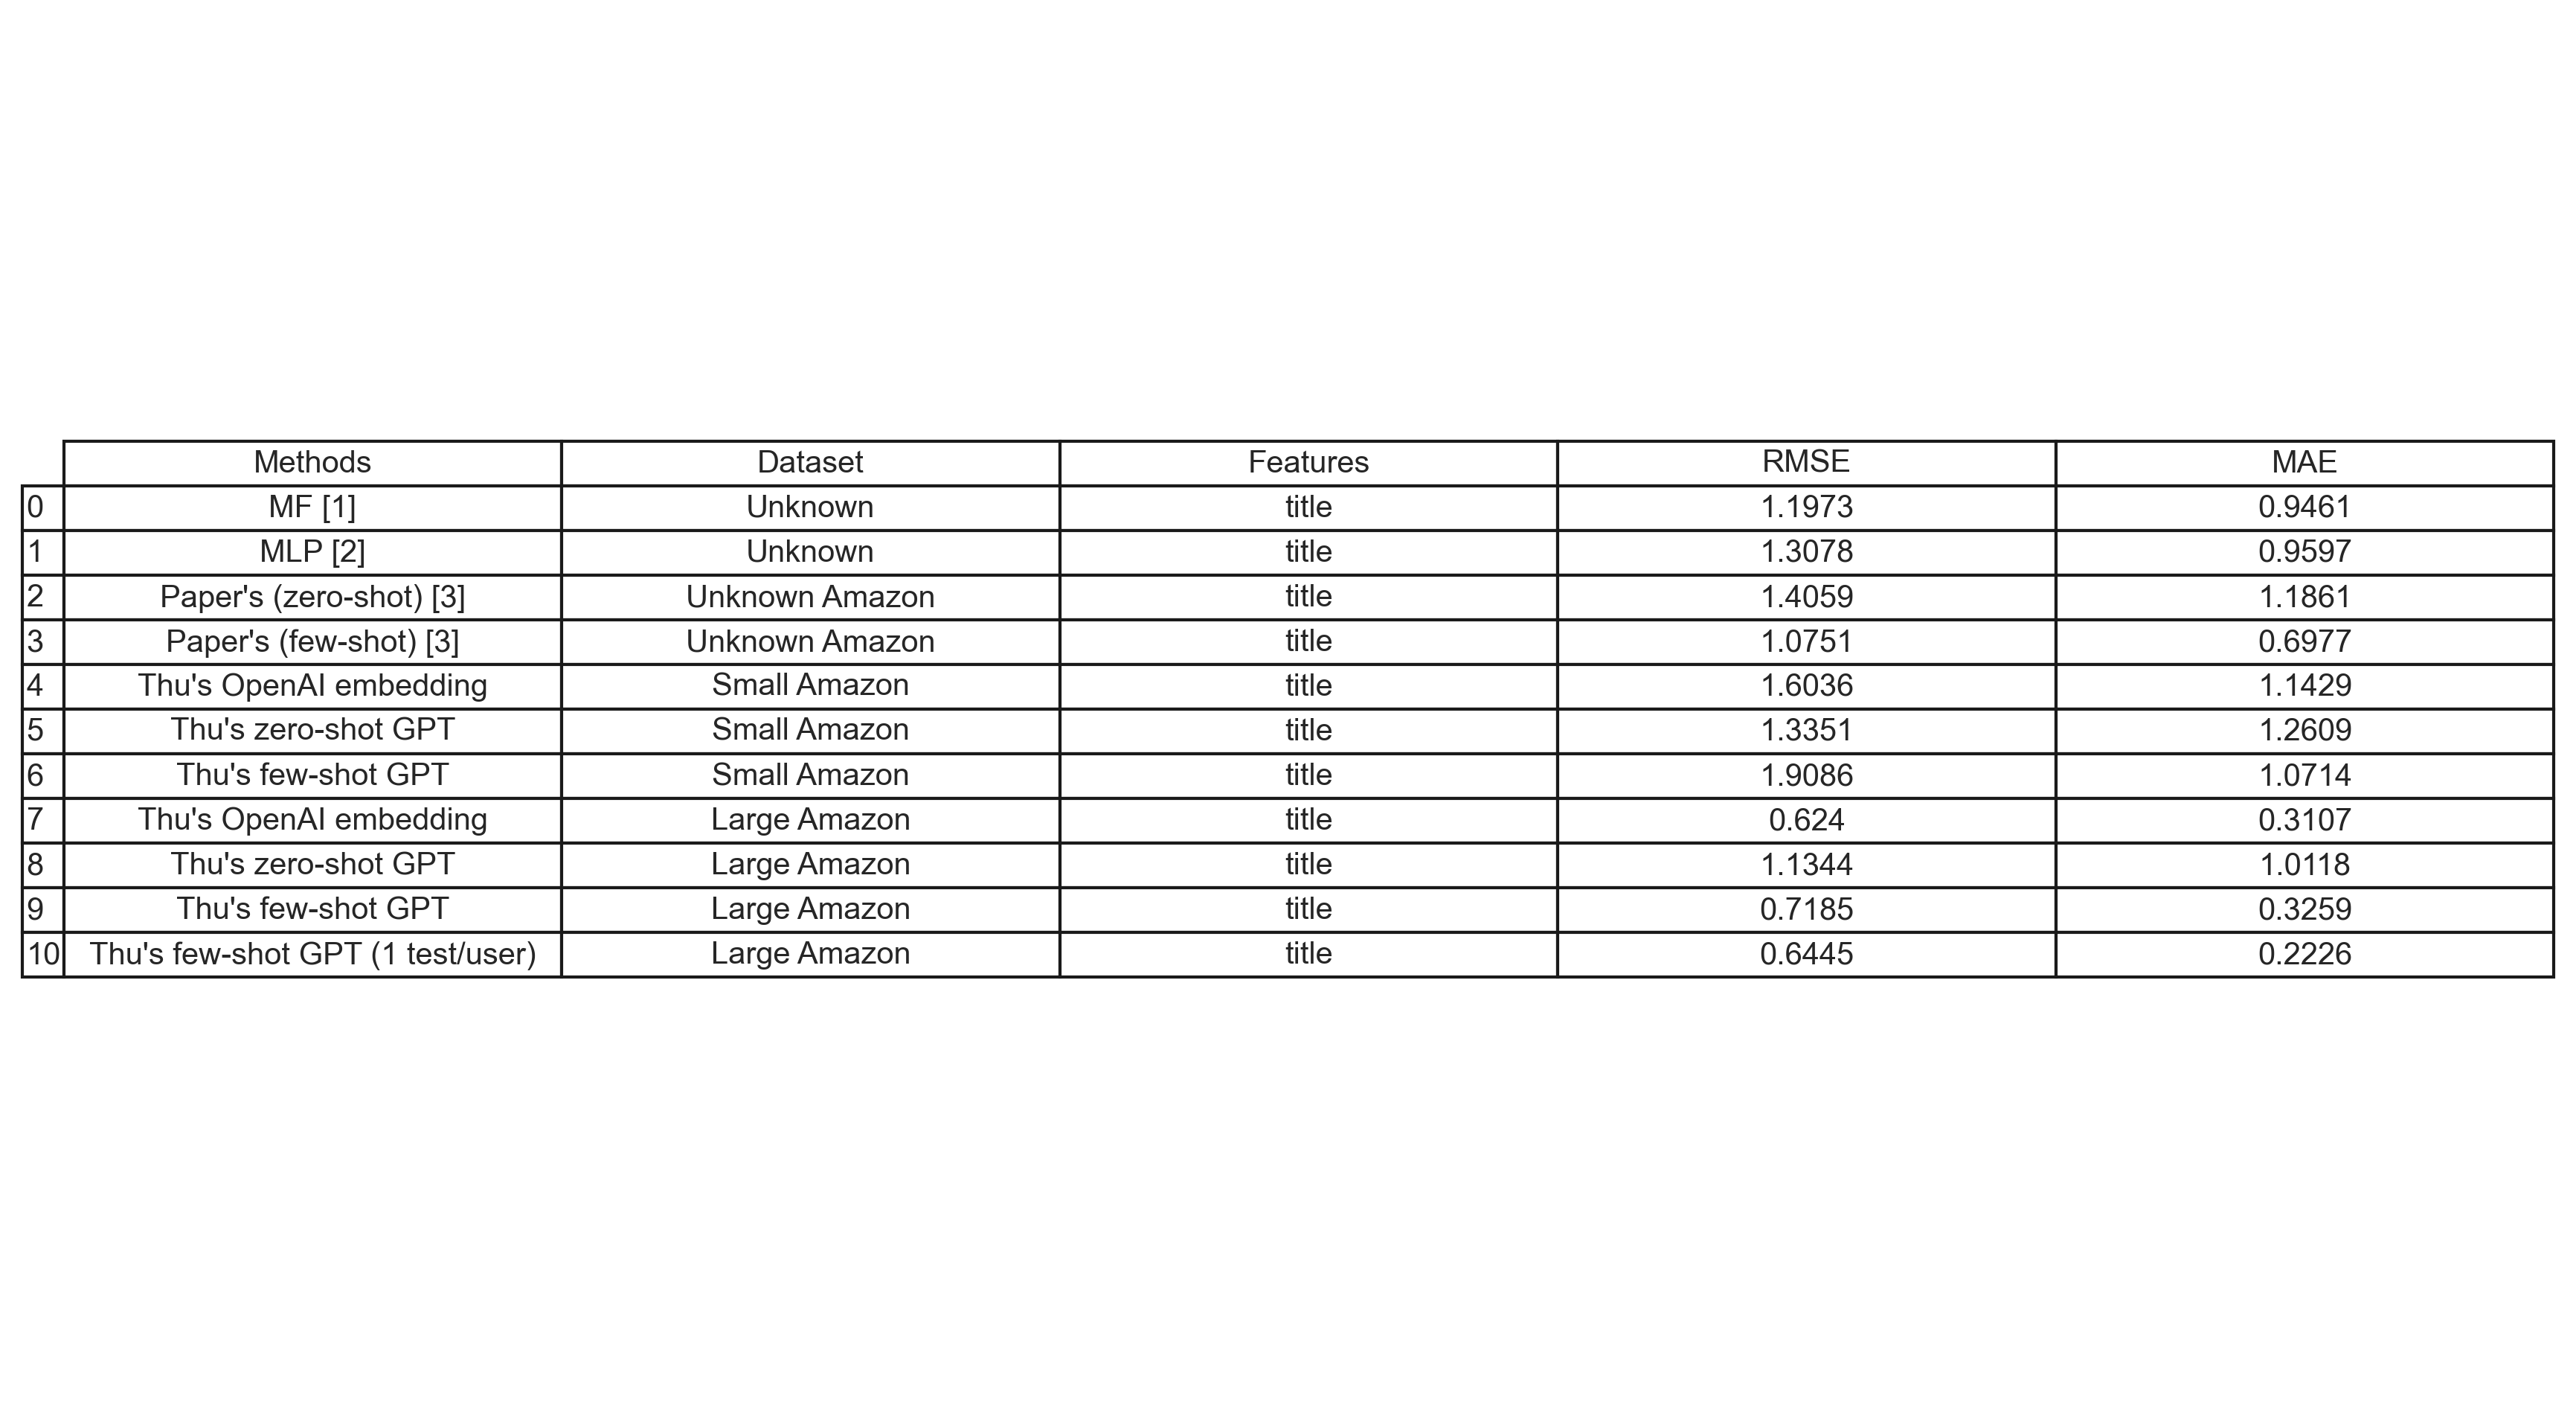 Methods Dataset Features RMSE MAE
0 MF [1] Unknown title 1.1973 0.9461
1 MLP [2] Unknown title 1.3078 0.9597
2 Paper's (zero-shot) [3] Unknown Amazon title 1.4059 1.1861
3 Paper's (few-shot) [3] Unknown Amazon title 1.0751 0.6977
4 Thu's OpenAI embedding Small Amazon title 1.6036 1.1429
5 Thu's zero-shot GPT Small Amazon title 1.3351 1.2609
6 Thu's few-shot GPT Small Amazon title 1.9086 1.0714
7 Thu's OpenAI embedding Large Amazon title 0.624 0.3107
8 Thu's zero-shot GPT Large Amazon title 1.1344 1.0118
9 Thu's few-shot GPT Large Amazon title 0.7185 0.3259
10 Thu's few-shot GPT (1 test/user) Large Amazon title 0.6445 0.2226